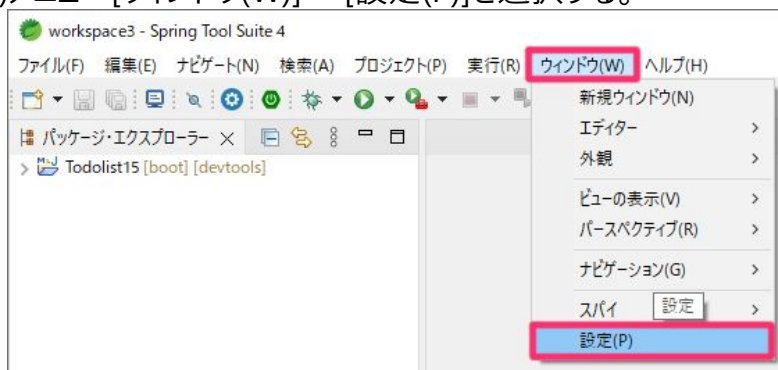 メニュー [ウィンドウ(W)] - [設定(P)]を選択する。
workspace3 - Spring Tool Suite 4
ファイル(F) 編集(E) ナビゲート(N) 検索(A) プロジェクト(P) 実行(R) ウィンドウ(W) ヘルプ(H)
パッケージ・エクスプローラー
Todolist15 [boot] [devtools]
新規ウィンドウ(N)
エディター
外観
ビューの表示(V)
パースペクティブ(R)
ナビゲーション(G)
スパイ
設定
設定(P)